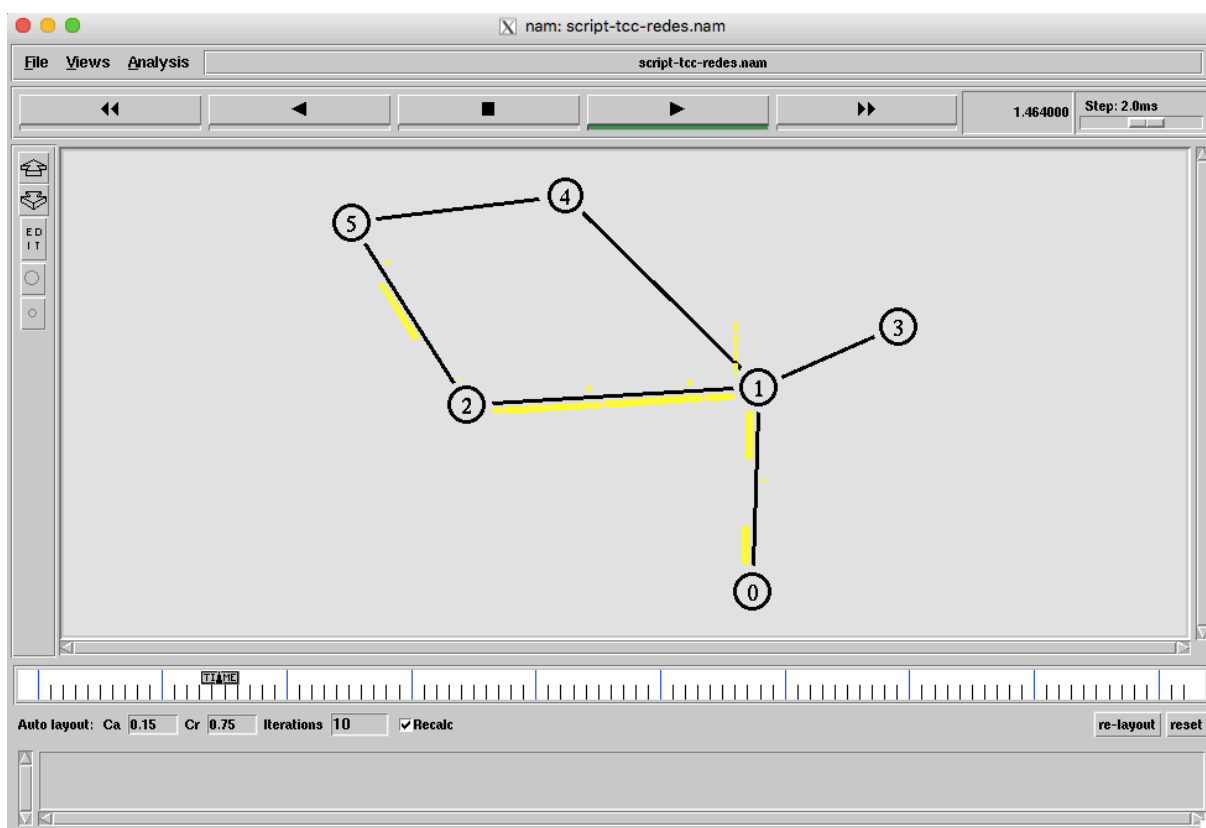 nam: script-tcc-redes.nam
File Views Analysis script-tcc-redes.nam
1.464000 Step: 2.0ms
E D
I T
4
5
3
1
2
0
TIME
Auto layout: Ca 0.15 Cr 0.75 Iterations 10 Recalc re-layout reset